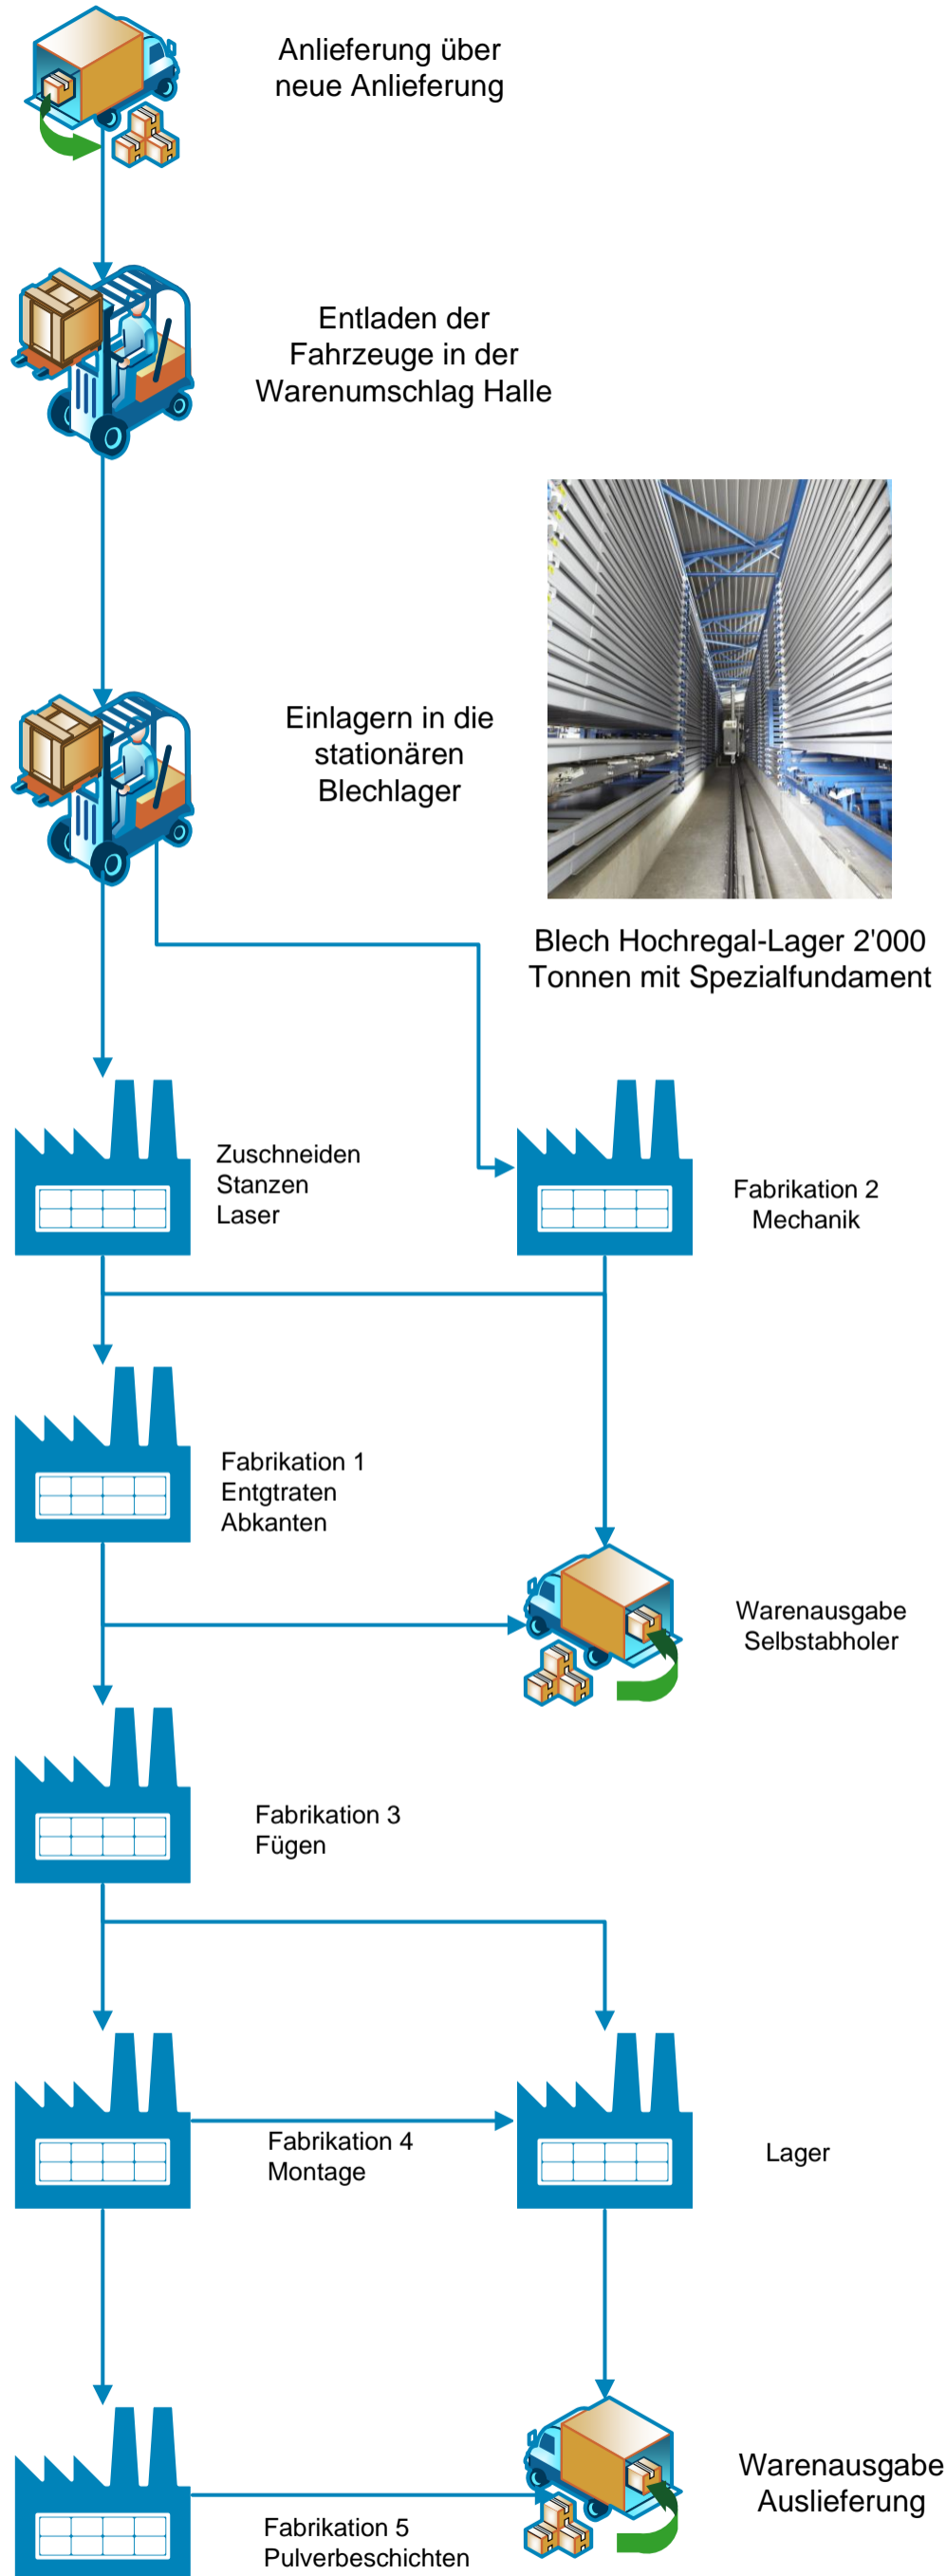 Anlieferung über
neue Anlieferung
Entladen der
Fahrzeuge in der
Warenumschlag Halle
Einlagern in die
stationären
Blechlager
Blech Hochregal-Lager 2'000
Tonnen mit Spezialfundament
Zuschneiden
Stanzen
Laser
Fabrikation 2
Mechanik
Fabrikation 1
Entgtraten
Abkanten
Warenausgabe
Selbstabholer
Fabrikation 3
Fügen
Fabrikation 4
Montage
Lager
Warenausgabe
Auslieferung
Fabrikation 5
Pulverbeschichten